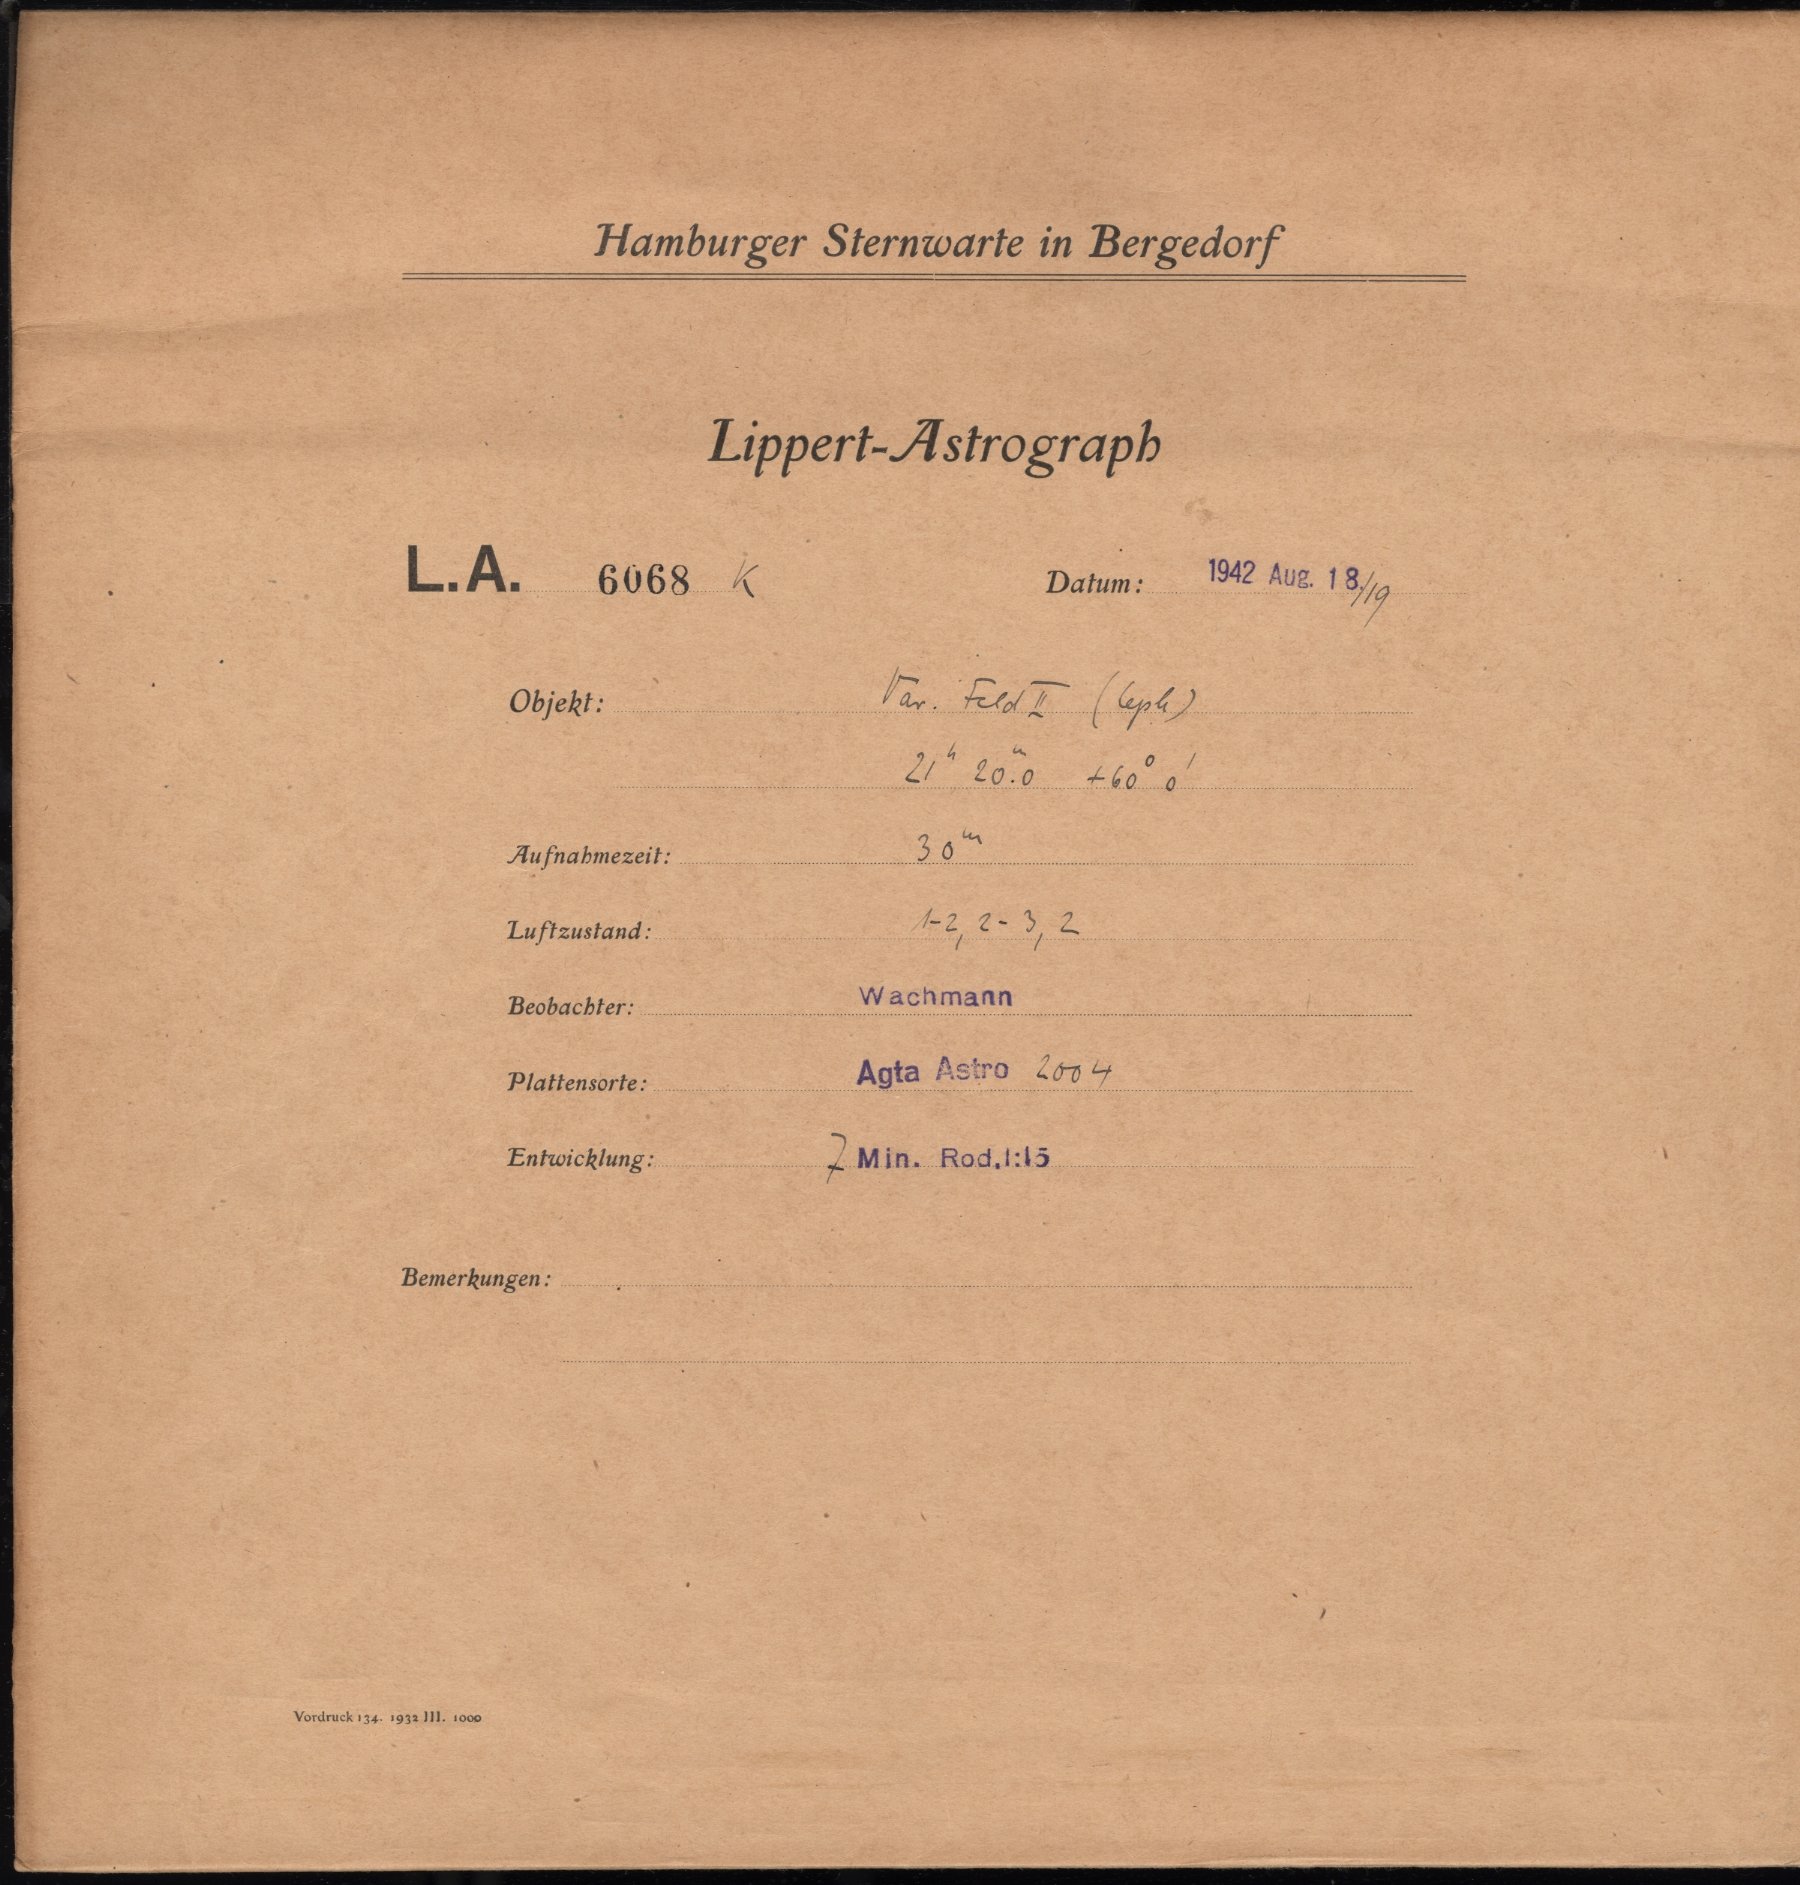 Hamburger Sternwarte in Bergedorf
Lippert-Astrograph
L.A. 6068 K Datum: 1942 Aug. 18./19
Objekt: Var. Feld II (Ceph)
21ʰ 20ᵐ.0 +60° 0'
Aufnahmezeit: 30ᵐ
Luftzustand: 1-2, 2-3, 2
Beobachter: Wachmann
Plattensorte: Agfa Astro 2004
Entwicklung: 7 Min. Rod.1:15
Bemerkungen:
Vordruck 134. 1932 III. 1000